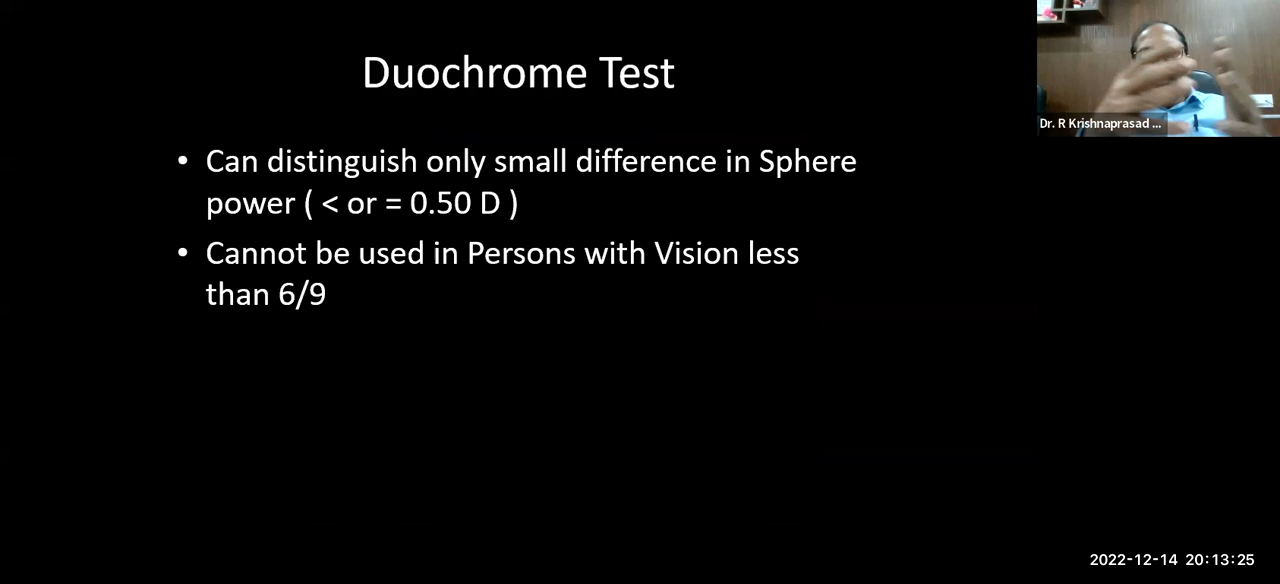 Duochrome Test
• Can distinguish only small difference in Sphere
power ( < or = 0.50 D )
• Cannot be used in Persons with Vision less
than 6/9
Dr. R Krishnaprasad ...
2022-12-14 20:13:25